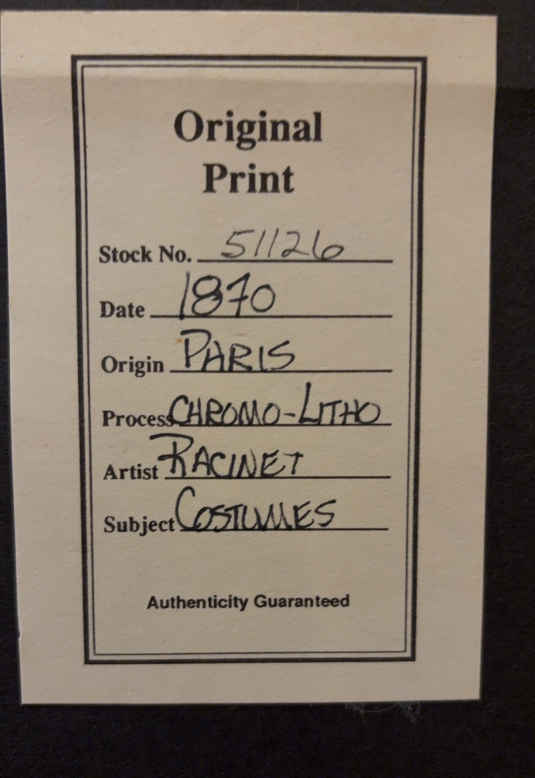 Original
Print
Stock No. 51126
Date 1870
Origin PARIS
Process CHROMO-LITHO
Artist RACINET
Subject COSTUMES
Authenticity Guaranteed